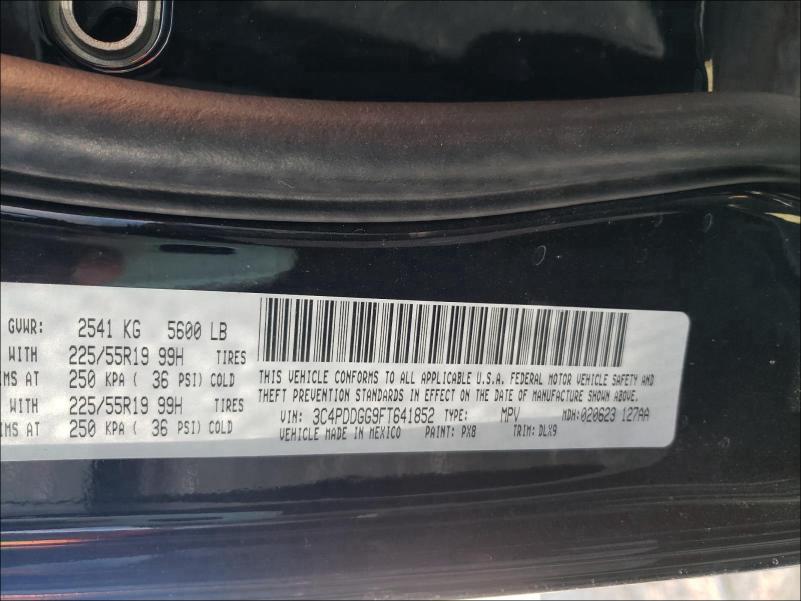 GVWR: 2541 KG 5600 LB
WITH 225/55R19 99H TIRES
IMS AT 250 KPA ( 36 PSI) COLD
WITH 225/55R19 99H TIRES
IMS AT 250 KPA ( 36 PSI) COLD
THIS VEHICLE CONFORMS TO ALL APPLICABLE U.S.A. FEDERAL MOTOR VEHICLE SAFETY AND
THEFT PREVENTION STANDARDS IN EFFECT ON THE DATE OF MANUFACTURE SHOWN ABOVE.
VIN: 3C4PDDGG9FT641852 TYPE: MPV MDH: 020623 127AA
VEHICLE MADE IN MEXICO PAINT: PX8 TRIM: DLX9